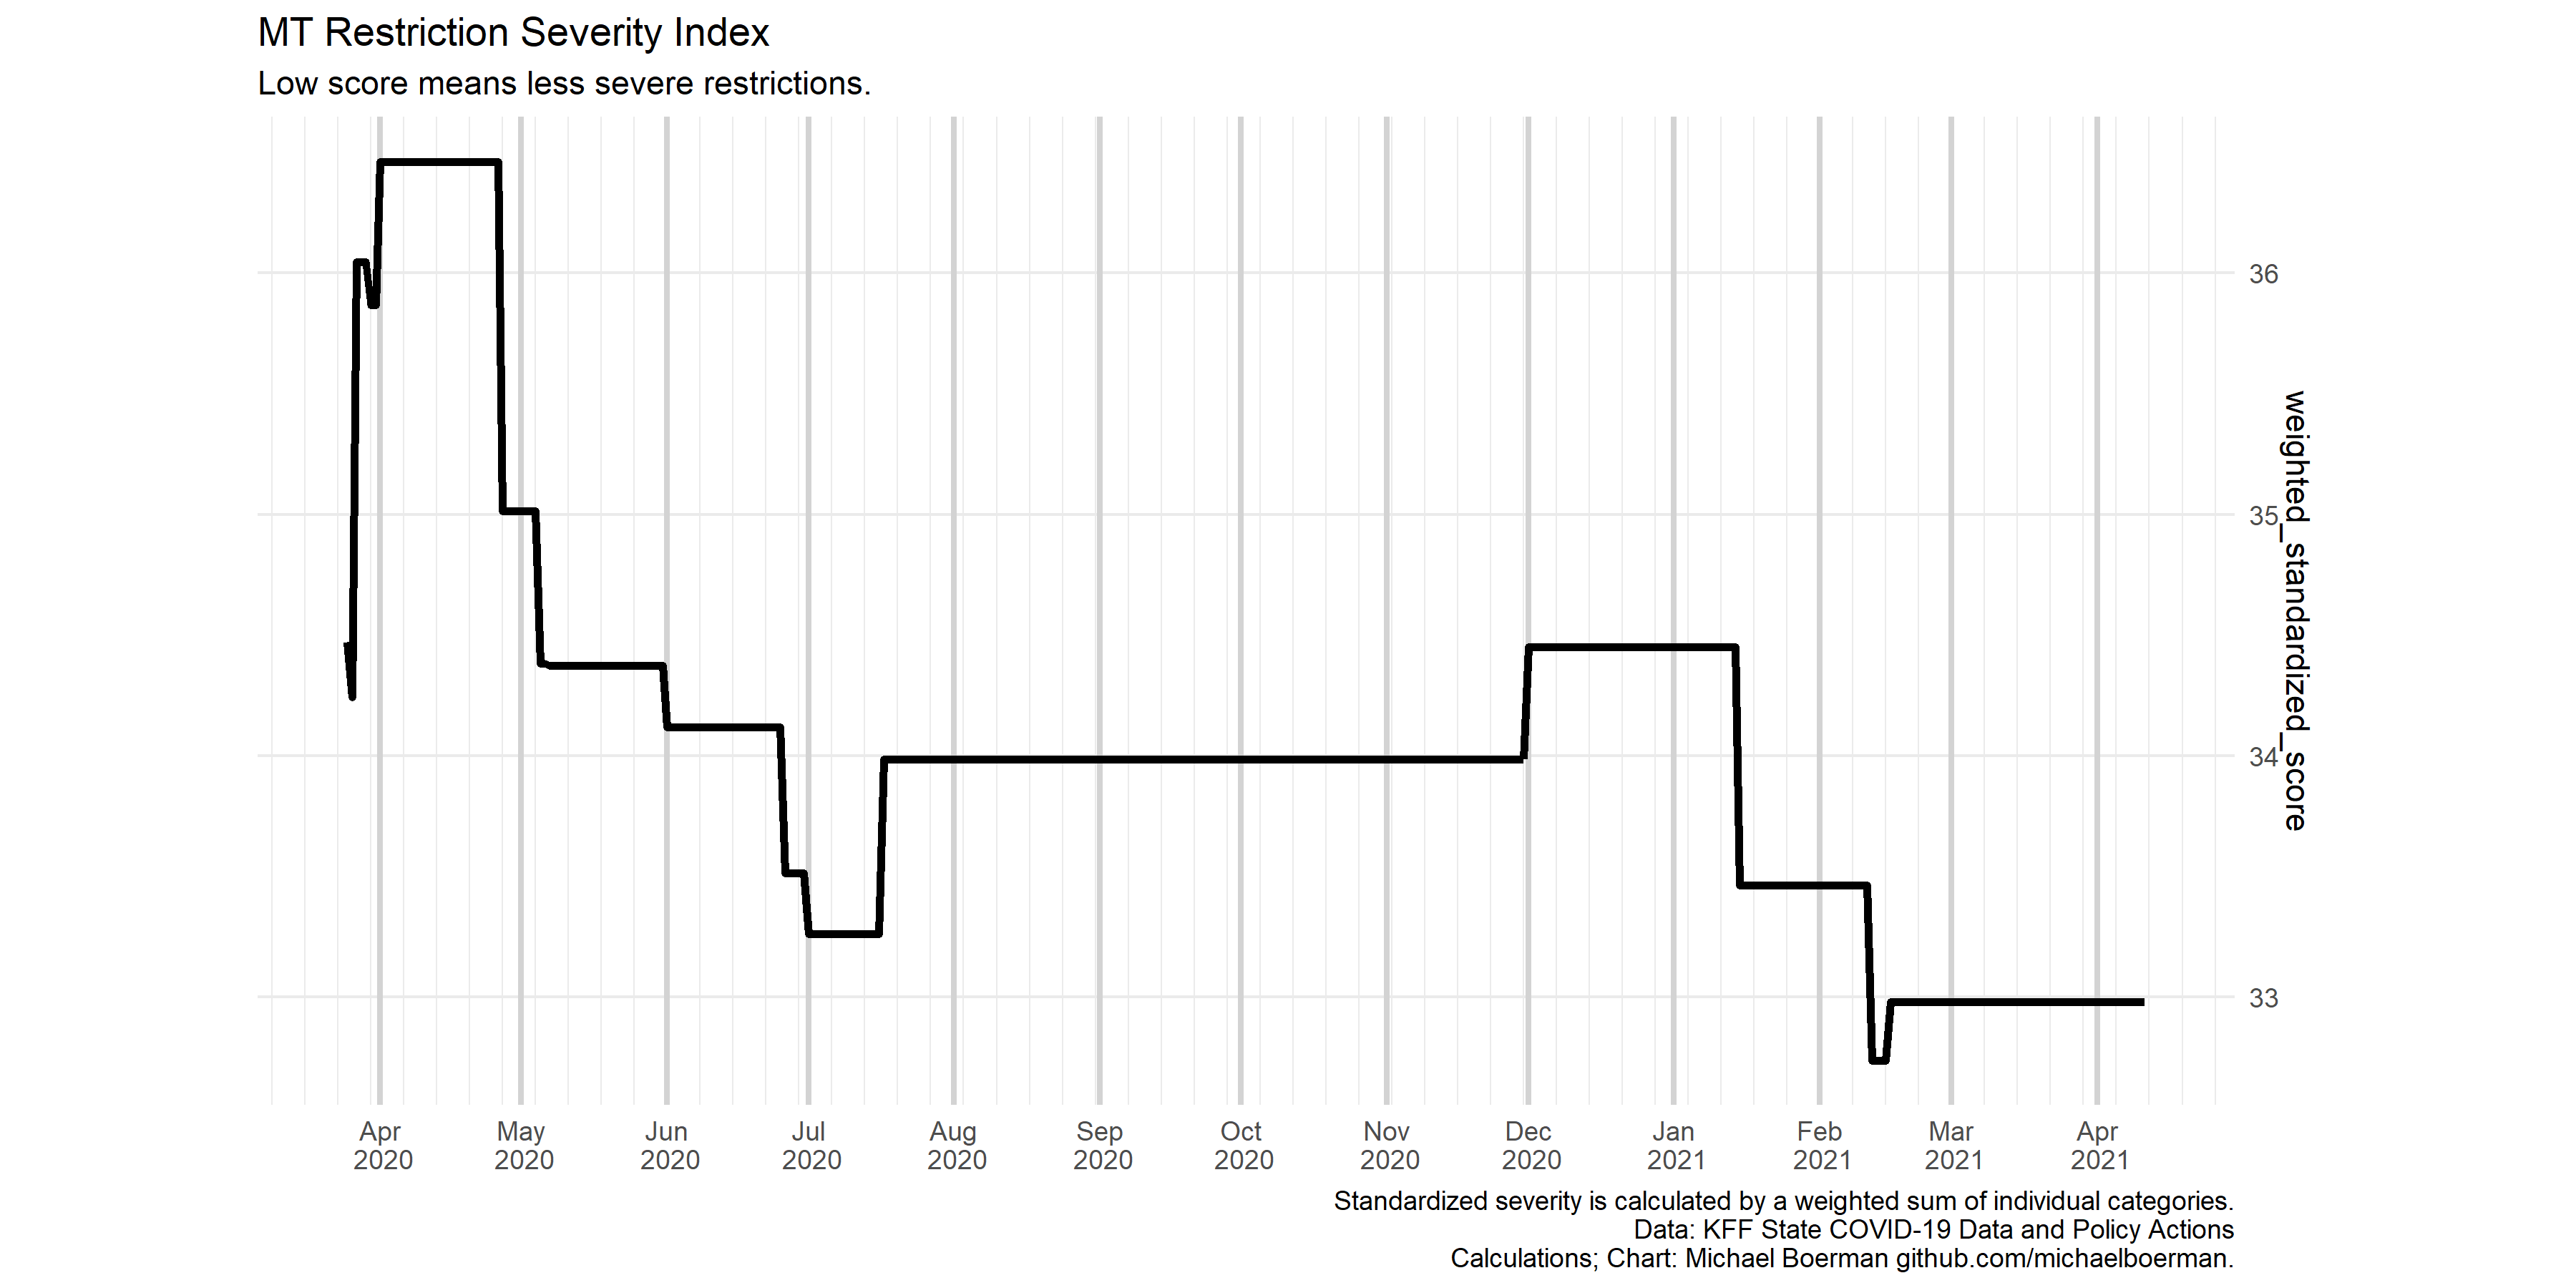 MT Restriction Severity Index
Low score means less severe restrictions.
36
35
34
33
weighted_standardized_score
Apr 2020
May 2020
Jun 2020
Jul 2020
Aug 2020
Sep 2020
Oct 2020
Nov 2020
Dec 2020
Jan 2021
Feb 2021
Mar 2021
Apr 2021
Standardized severity is calculated by a weighted sum of individual categories.
Data: KFF State COVID-19 Data and Policy Actions
Calculations; Chart: Michael Boerman github.com/michaelboerman.